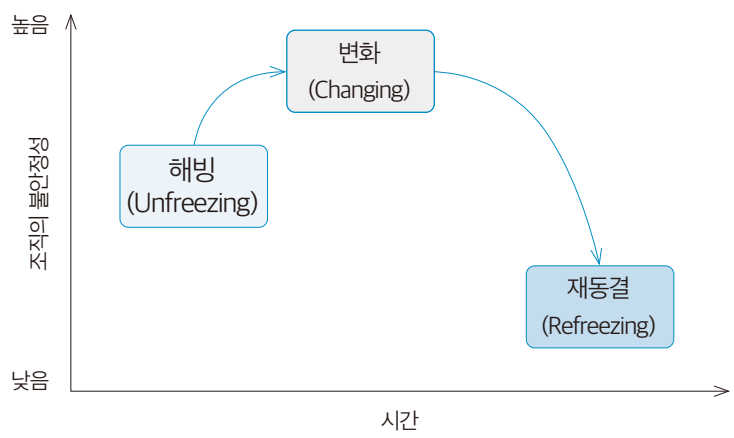 높음
변화
(Changing)
해빙
(Unfreezing)
조직의 불안정성
재동결
(Refreezing)
낮음
시간